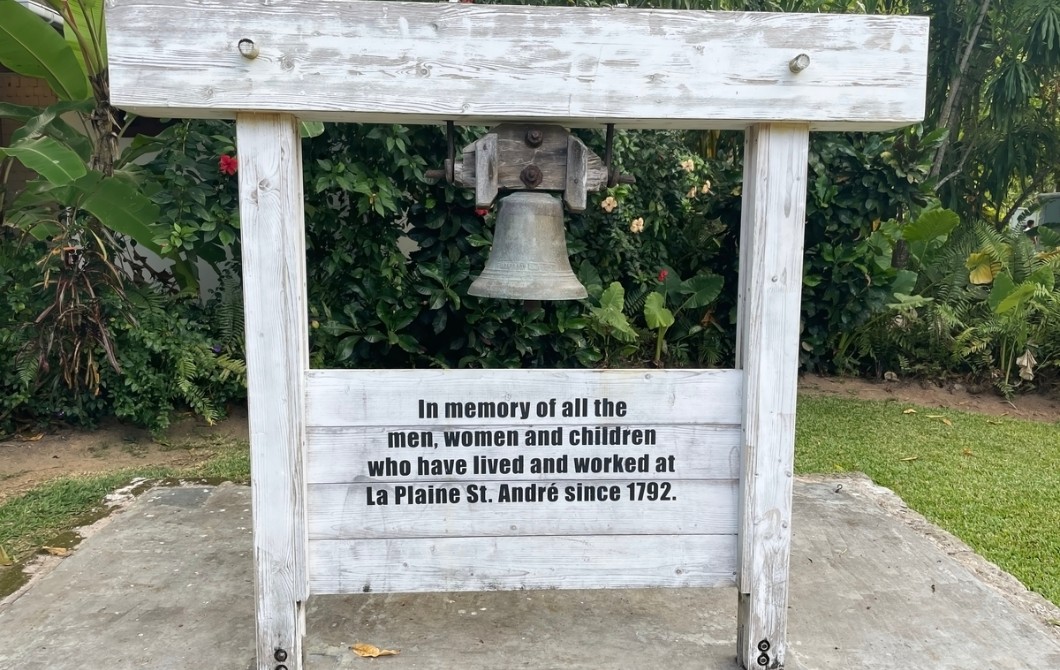 In memory of all the
men, women and children
who have lived and worked at
La Plaine St. André since 1792.